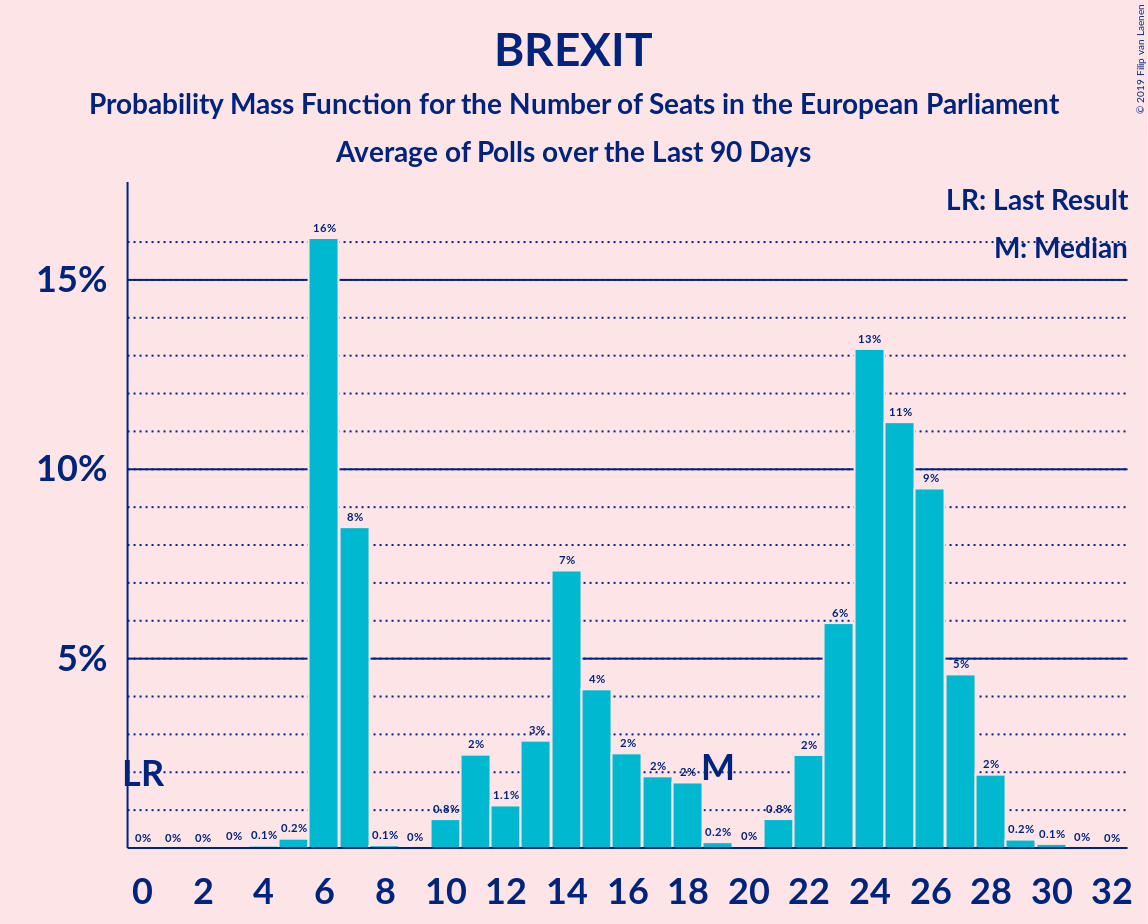 BREXIT
Probability Mass Function for the Number of Seats in the European Parliament
Average of Polls over the Last 90 Days
© 2019 Filip van Laenen
LR: Last Result
M: Median
15%
10%
5%
LR
M
0% 0% 0% 0% 0.1% 0.2% 16% 8% 0.1% 0% 0.8% 2% 1.1% 3% 7% 4% 2% 2% 2% 0.2% 0% 0.8% 2% 6% 13% 11% 9% 5% 2% 0.2% 0.1% 0% 0%
0 2 4 6 8 10 12 14 16 18 20 22 24 26 28 30 32